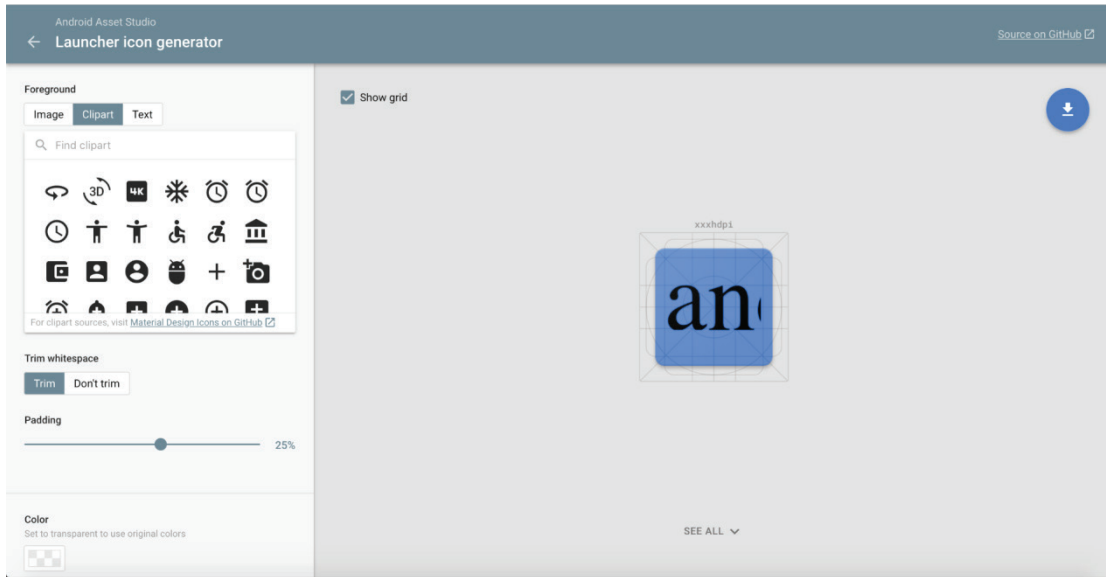 Android Asset Studio
Launcher icon generator
Source on GitHub
Foreground
Image Clipart Text
Find clipart
3D
4K
For clipart sources, visit Material Design Icons on GitHub
Trim whitespace
Trim Don't trim
Padding
25%
Color
Set to transparent to use original colors
Show grid
xxxhdpi
an
SEE ALL